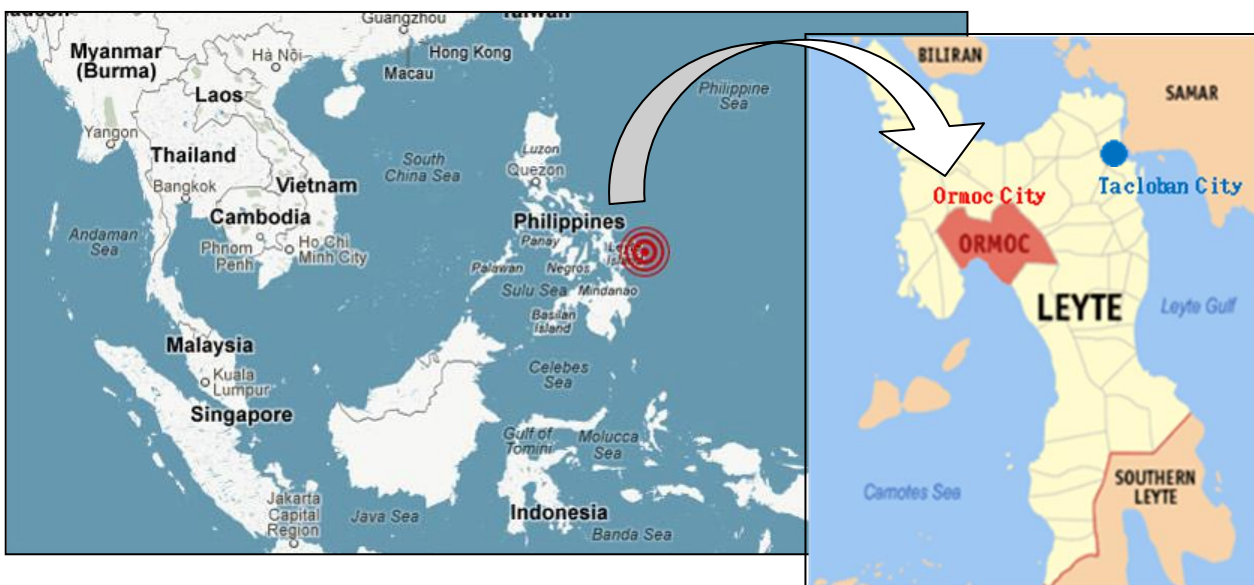 Guangzhou
Taiwan
Myanmar
(Burma)
Hà Nội
Hong Kong
Macau
Laos
Philippine
Sea
Yangon
Luzon
Thailand
South
China Sea
Quezon
Bangkok
Vietnam
Cambodia
Philippines
Andaman
Sea
Phnom
Penh
Ho Chi
Minh City
Panay
Palawan
Negros
Sulu Sea
Mindanao
Basilan
Island
Malaysia
Celebes
Sea
Kuala
Lumpur
Singapore
Gulf of
Tomini
Molucca
Sea
Jakarta
Capital
Region
Java Sea
Indonesia
Banda Sea
BILIRAN
SAMAR
Ormoc City
Tacloban City
ORMOC
LEYTE
Leyte Gulf
Camotes Sea
SOUTHERN
LEYTE